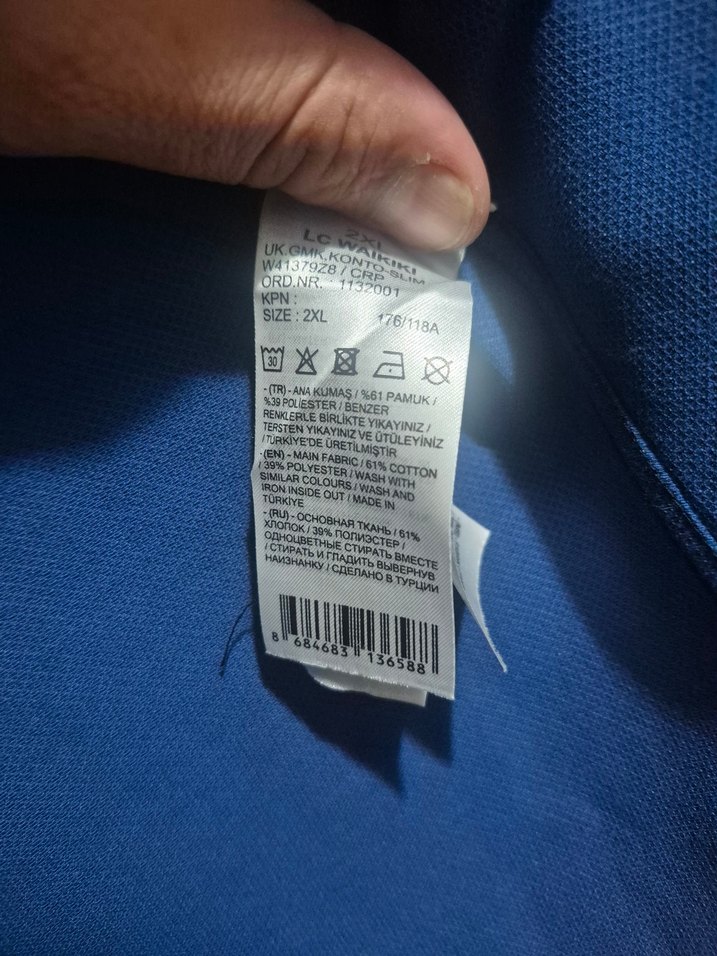 2XL
LC WAIKIKI
UK.GMK.KONTO-SLIM
W41379Z8 / CRP
ORD.NR. : 1132001
KPN :
SIZE : 2XL 176/118A
30
- (TR) - ANA KUMAŞ / %61 PAMUK /
%39 POLİESTER / BENZER
RENKLERLE BİRLİKTE YIKAYINIZ /
TERSTEN YIKAYINIZ VE ÜTÜLEYİNİZ
/ TÜRKİYE'DE ÜRETİLMİŞTİR
- (EN) - MAIN FABRIC / 61% COTTON
/ 39% POLYESTER / WASH WITH
SIMILAR COLOURS / WASH AND
IRON INSIDE OUT / MADE IN
TÜRKİYE
- (RU) - ОСНОВНАЯ ТКАНЬ / 61%
ХЛОПОК / 39% ПОЛИЭСТЕР /
ОДНОЦВЕТНЫЕ СТИРАТЬ ВМЕСТЕ
/ СТИРАТЬ И ГЛАДИТЬ ВЫВЕРНУВ
НАИЗНАНКУ / СДЕЛАНО В ТУРЦИИ
8 684683 136588